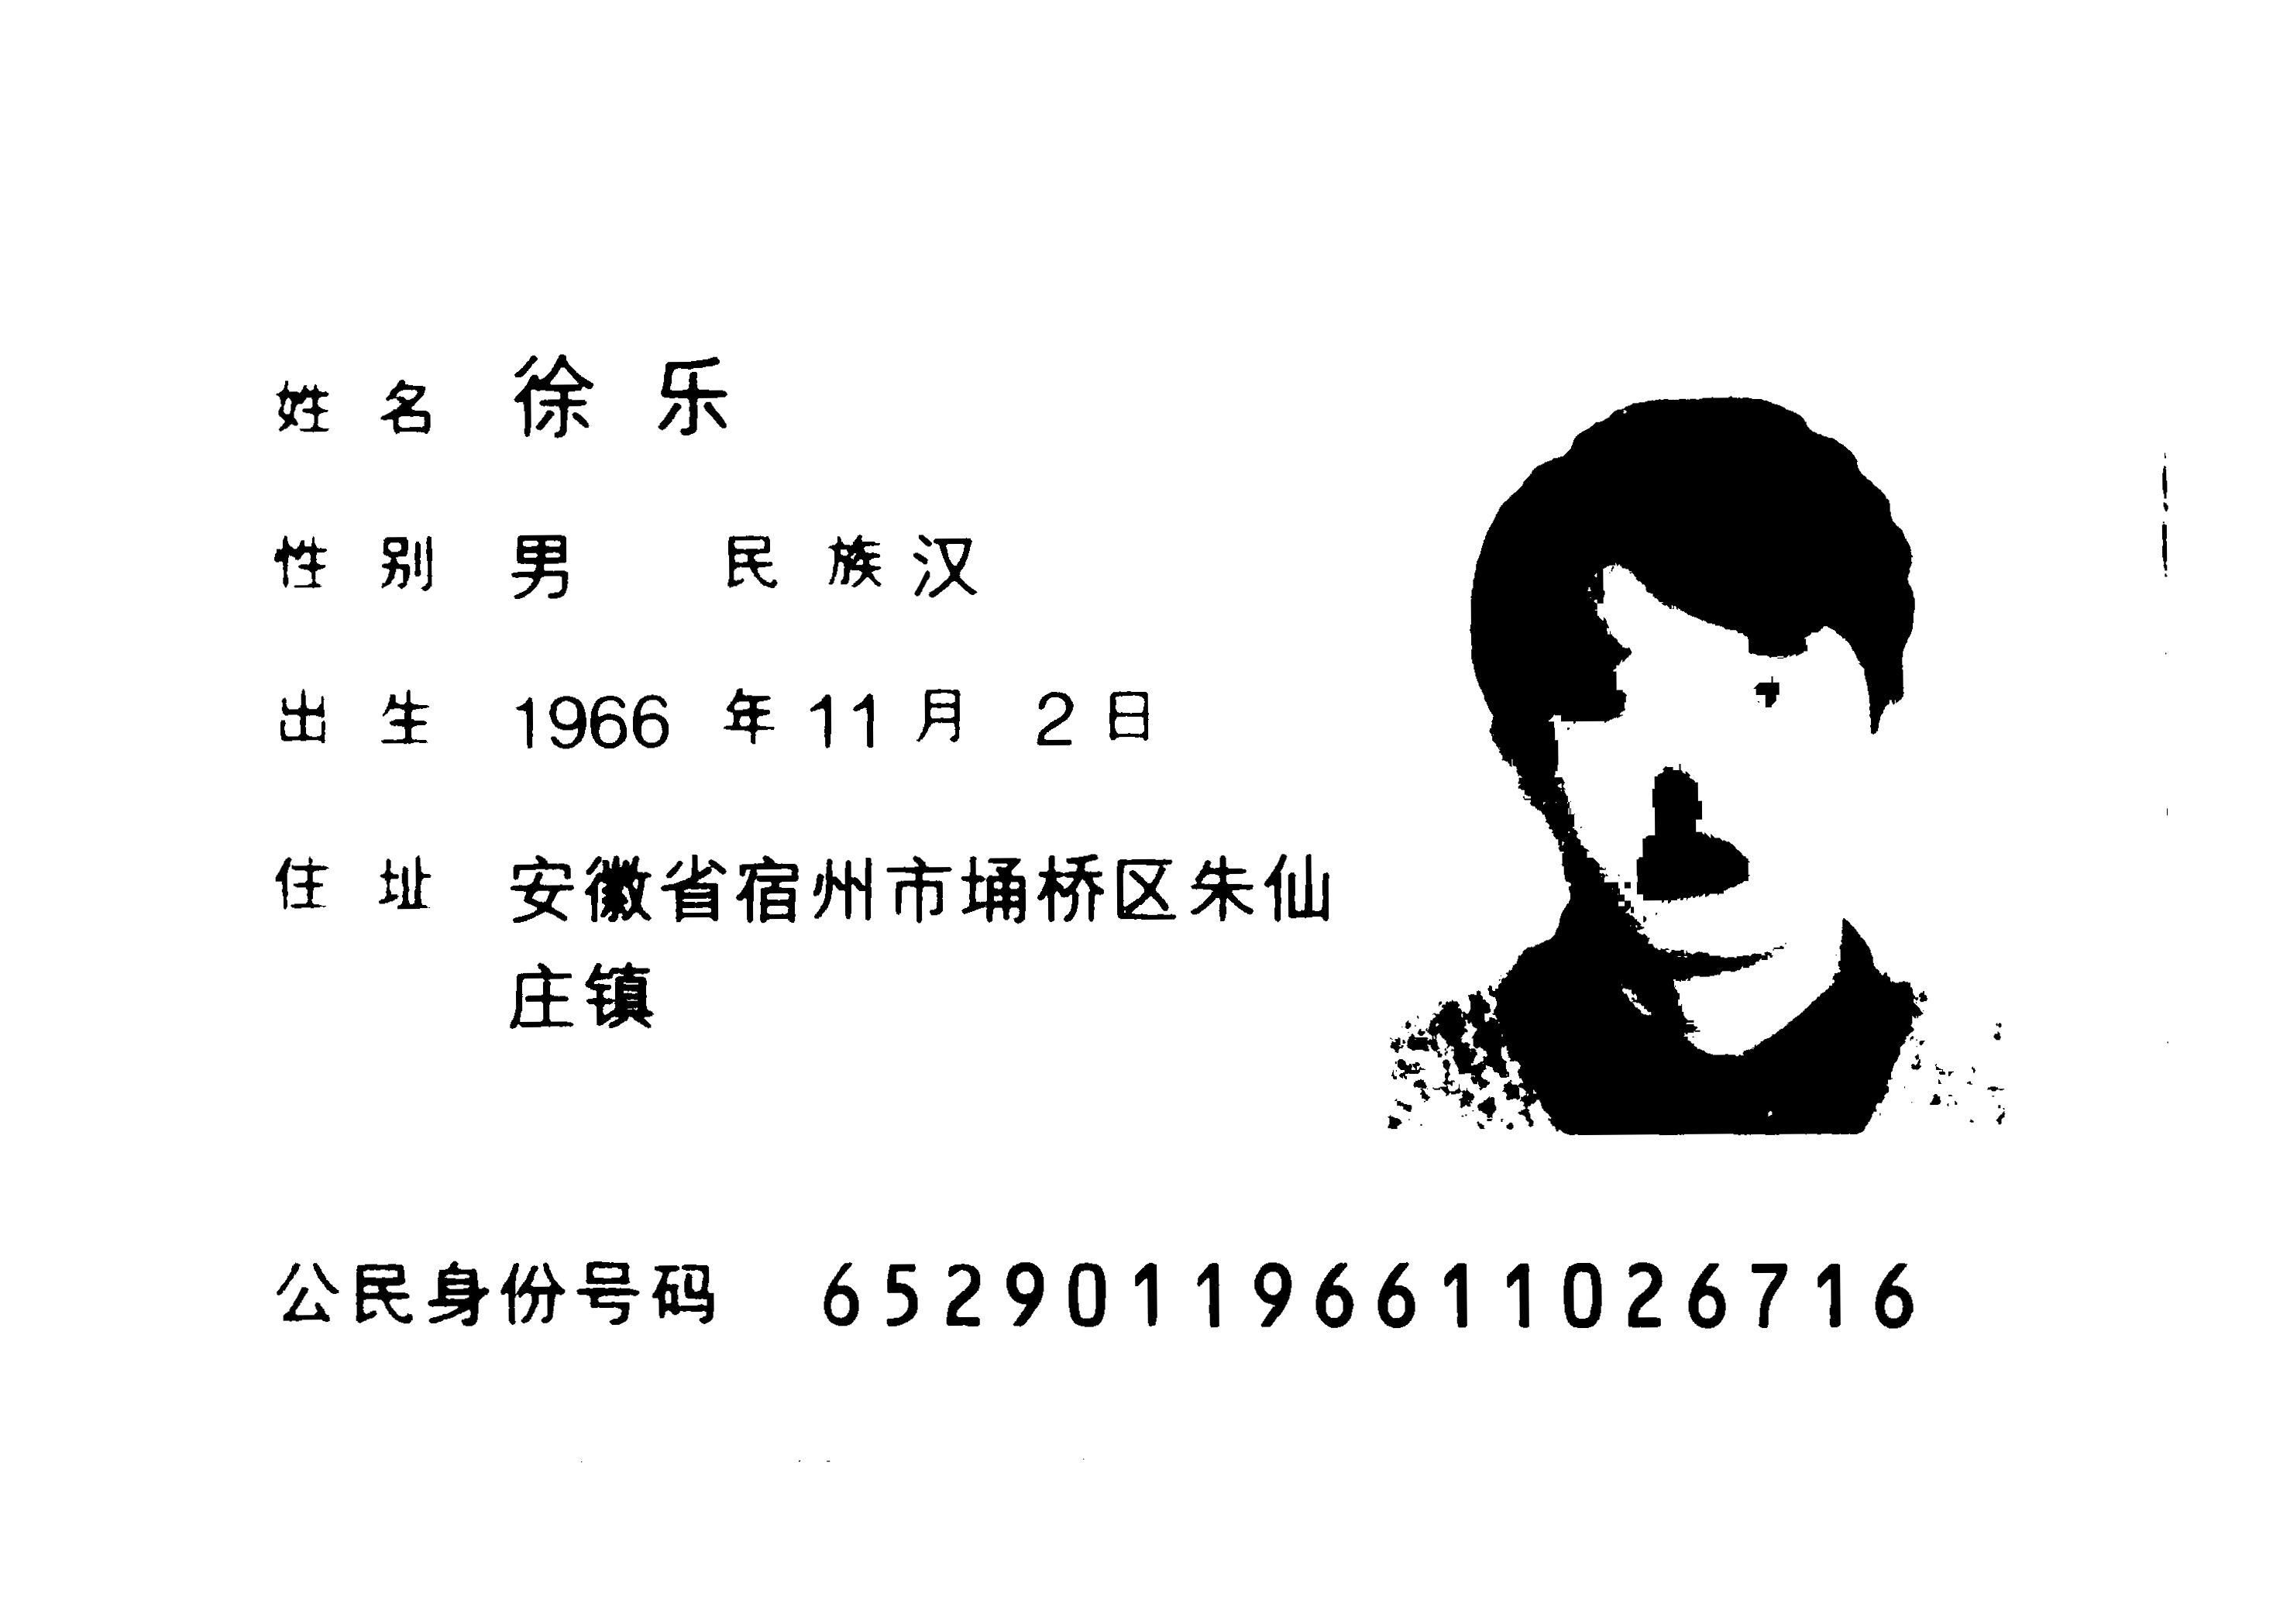 姓名 徐乐
性别 男 民族 汉
出生 1966 年 11 月 2 日
住址 安徽省宿州市埇桥区朱仙
庄镇
公民身份号码 652901196611026716